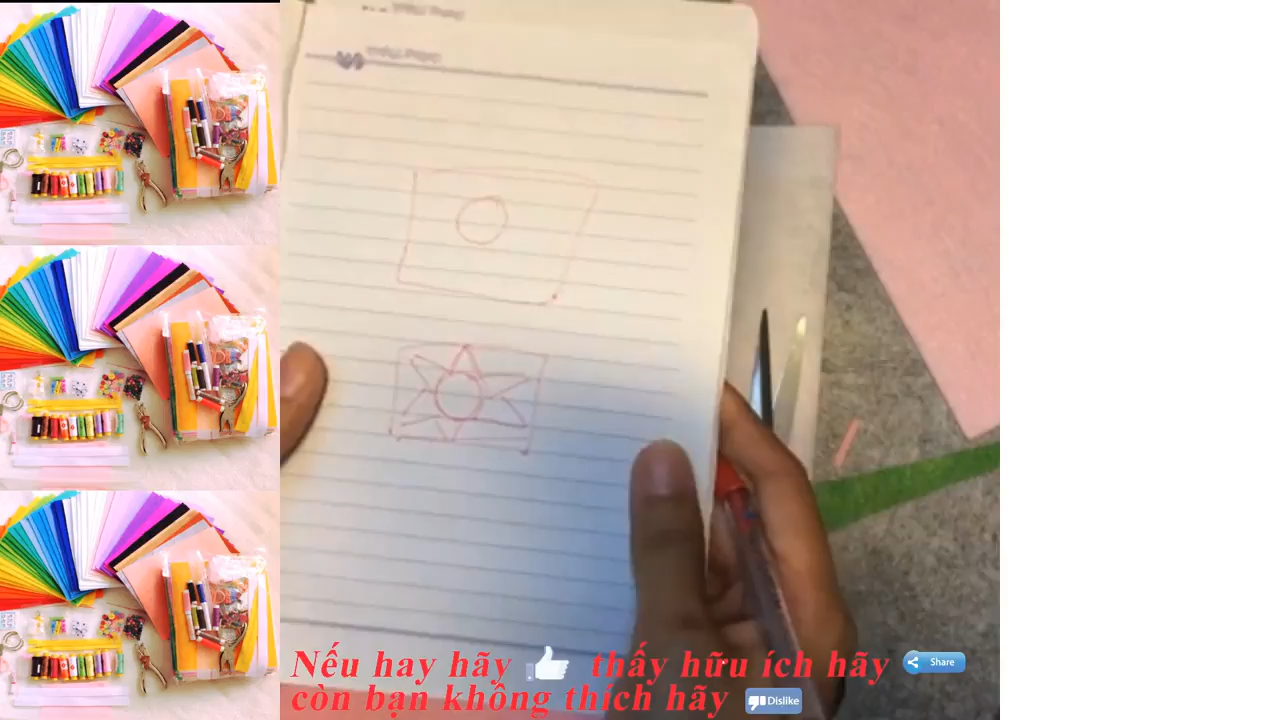 Nếu hay hãy thấy hữu ích hãy Share
còn bạn không thích hãy Dislike